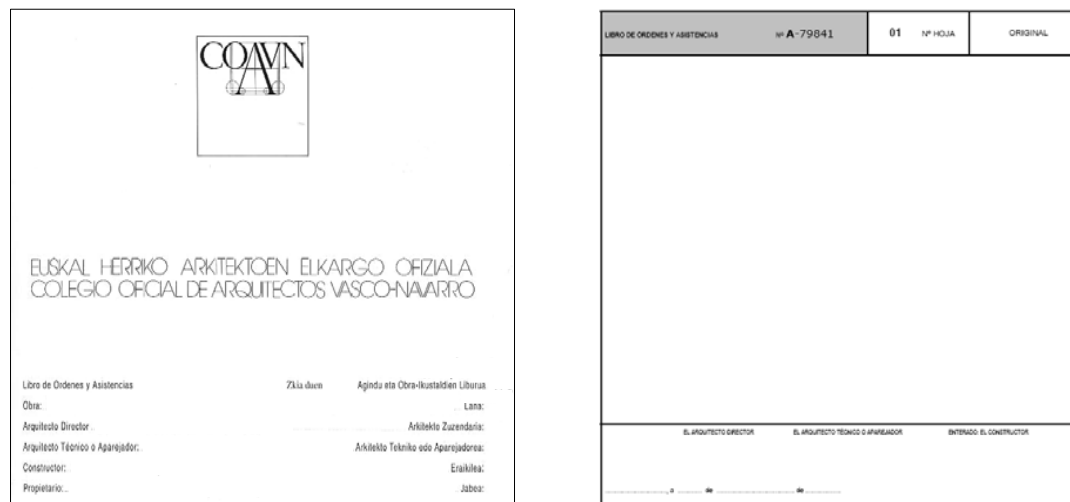 COAVN
EUSKAL HERRIKO ARKITEKTOEN ELKARGO OFIZIALA
COLEGIO OFICIAL DE ARQUITECTOS VASCO-NAVARRO
Libro de Ordenes y Asistencias Zkia duen Agindu eta Obra-Ikustaldien Liburua
Obra: Lana:
Arquitecto Director Arkitekto Zuzendaria:
Arquitecto Técnico o Aparejador: Arkitekto Tekniko edo Aparejadorea:
Constructor: Eraikilea:
Propietario: Jabea:
LIBRO DE ÓRDENES Y ASISTENCIAS Nº A-79841 01 Nº HOJA ORIGINAL
EL ARQUITECTO DIRECTOR EL ARQUITECTO TÉCNICO O APAREJADOR ENTERADO: EL CONSTRUCTOR
, a de de